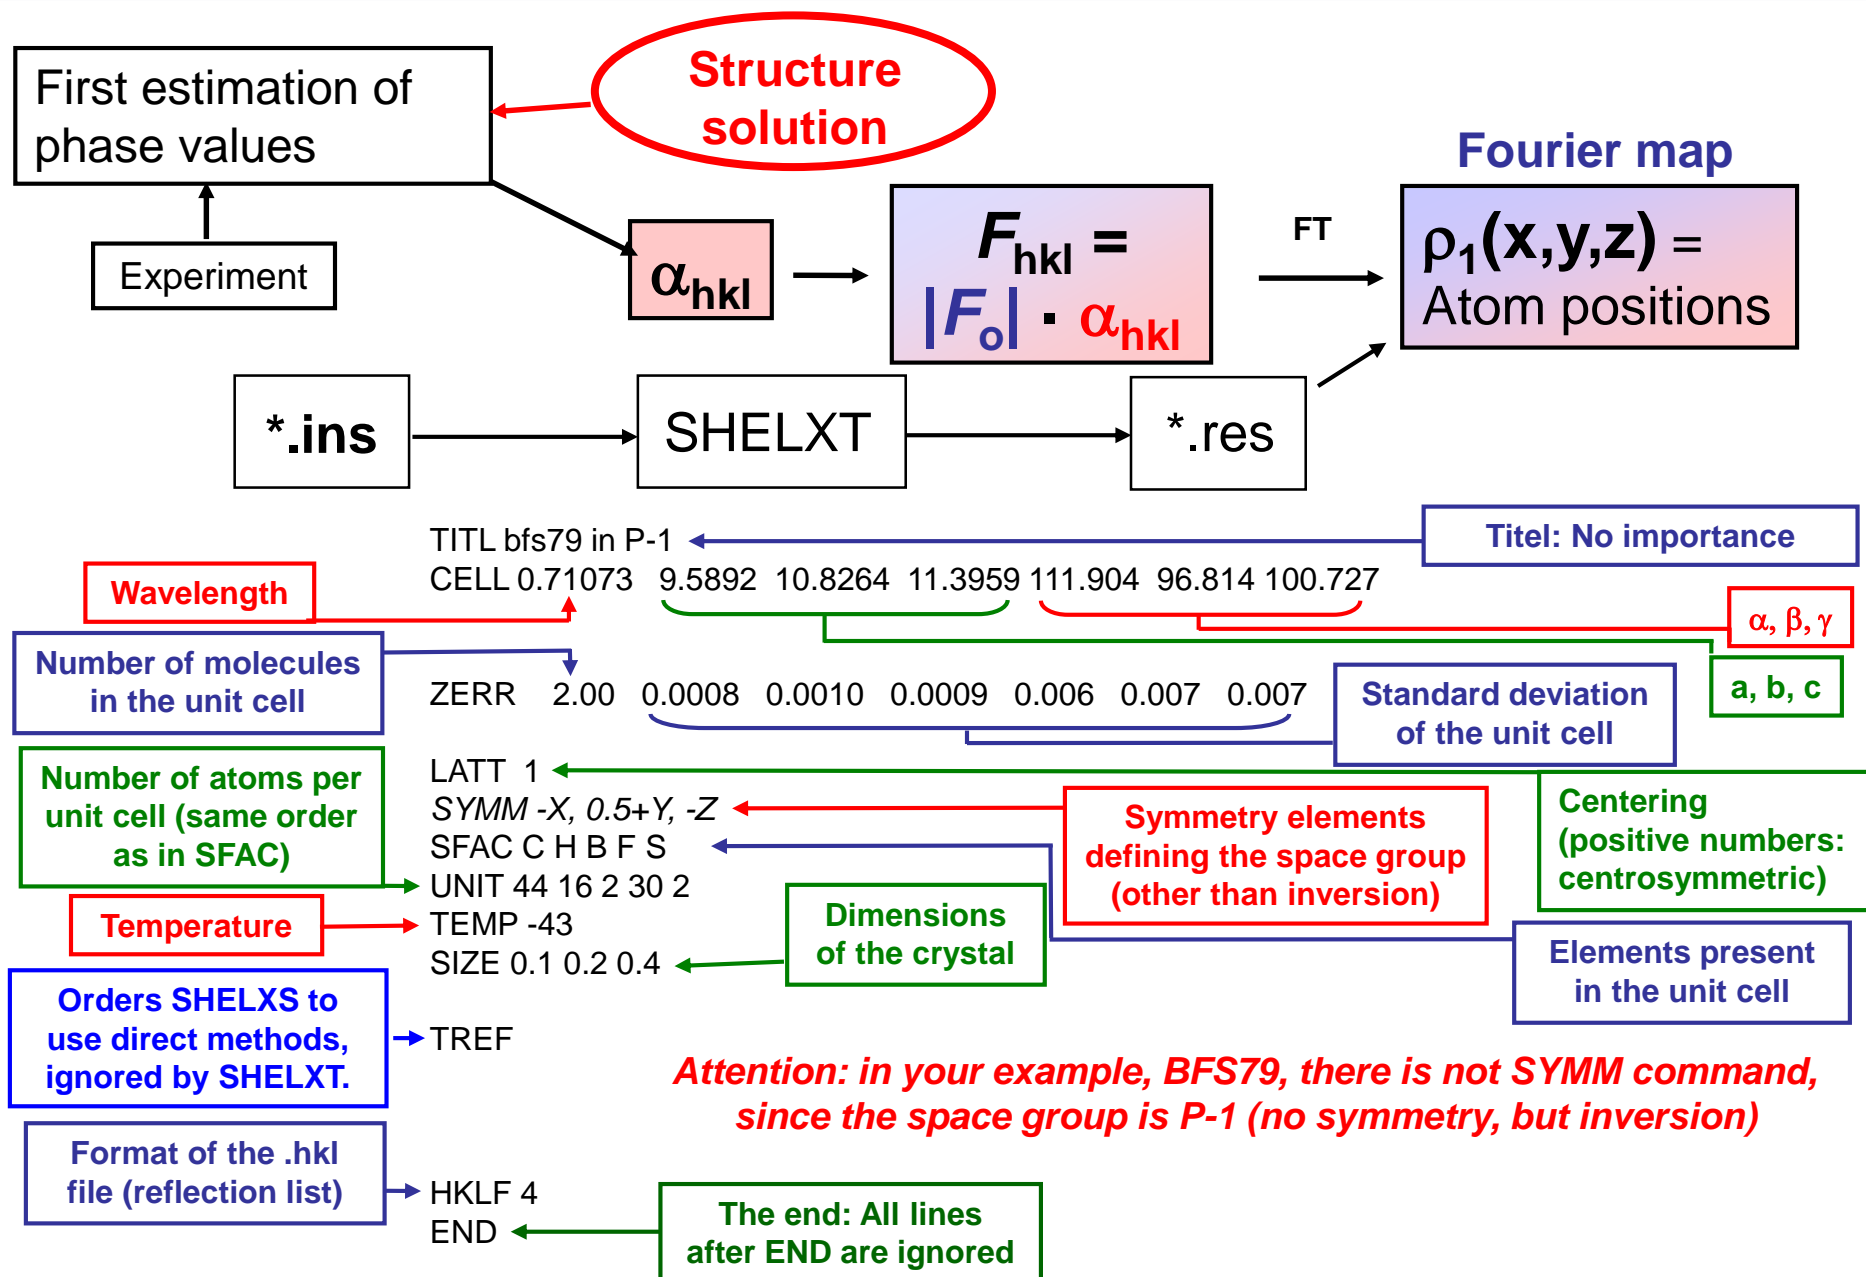 Structure
solution
First estimation of
phase values
Experiment
αhkl
Fhkl =
|Fo| · αhkl
FT
Fourier map
ρ1(x,y,z) =
Atom positions
*.ins
SHELXT
*.res
TITL bfs79 in P-1
Titel: No importance
Wavelength
CELL 0.71073 9.5892 10.8264 11.3959 111.904 96.814 100.727
α, β, γ
a, b, c
Number of molecules
in the unit cell
ZERR 2.00 0.0008 0.0010 0.0009 0.006 0.007 0.007
Standard deviation
of the unit cell
Number of atoms per
unit cell (same order
as in SFAC)
LATT 1
SYMM -X, 0.5+Y, -Z
SFAC C H B F S
UNIT 44 16 2 30 2
TEMP -43
SIZE 0.1 0.2 0.4
Symmetry elements
defining the space group
(other than inversion)
Centering
(positive numbers:
centrosymmetric)
Temperature
Dimensions
of the crystal
Elements present
in the unit cell
Orders SHELXS to
use direct methods,
ignored by SHELXT.
TREF
Attention: in your example, BFS79, there is not SYMM command,
since the space group is P-1 (no symmetry, but inversion)
Format of the .hkl
file (reflection list)
HKLF 4
END
The end: All lines
after END are ignored